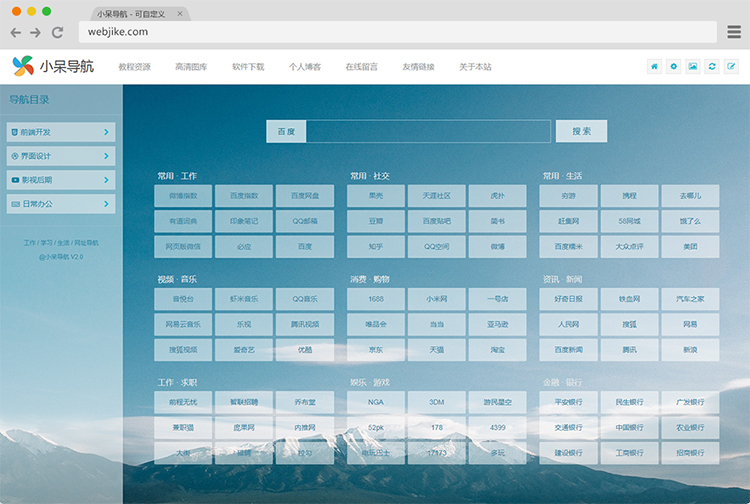 小呆导航 - 可自定义
webjike.com
小呆导航 教程资源 高清图库 软件下载 个人博客 在线留言 友情链接 关于本站
导航目录
前端开发
界面设计
影视后期
日常办公
工作 / 学习 / 生活 / 网址导航
@小呆导航 V2.0
百度 搜 索
常用 · 工作
微博指数 百度指数 百度网盘
有道词典 印象笔记 QQ邮箱
网页版微信 必应 百度
常用 · 社交
果壳 天涯社区 虎扑
豆瓣 百度贴吧 简书
知乎 QQ空间 微博
常用 · 生活
穷游 携程 去哪儿
赶集网 58同城 饿了么
百度糯米 大众点评 美团
视频 · 音乐
音悦台 虾米音乐 QQ音乐
网易云音乐 乐视 腾讯视频
搜狐视频 爱奇艺 优酷
消费 · 购物
1688 小米网 一号店
唯品会 当当 亚马逊
京东 天猫 淘宝
资讯 · 新闻
好奇日报 铁血网 汽车之家
人民网 搜狐 网易
百度新闻 腾讯 新浪
工作 · 求职
前程无忧 智联招聘 乔布堂
兼职猫 应果网 内推网
大街 猎聘 拉勾
娱乐 · 游戏
NGA 3DM 游民星空
52pk 178 4399
电玩巴士 17173 多玩
金融 · 银行
平安银行 民生银行 广发银行
交通银行 中国银行 农业银行
建设银行 工商银行 招商银行